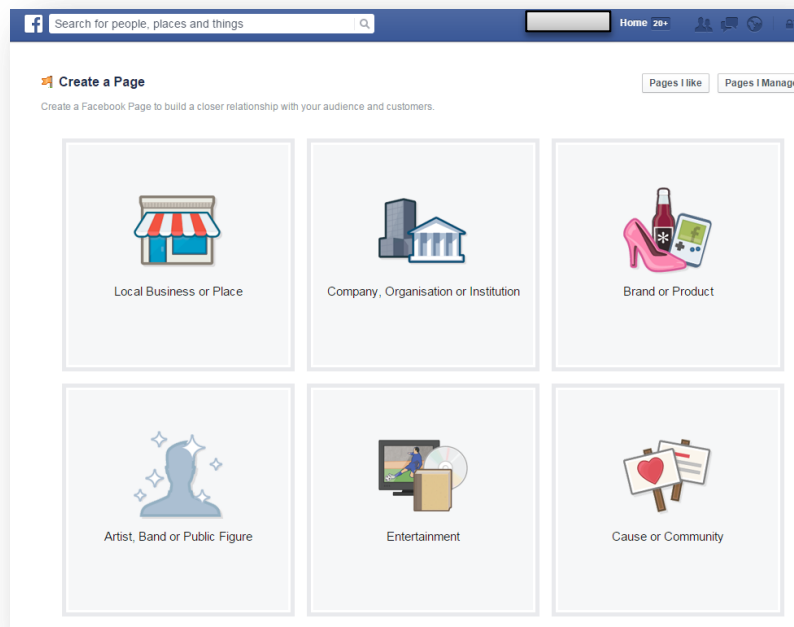 f Search for people, places and things Home 20+
Create a Page Pages I like Pages I Manage
Create a Facebook Page to build a closer relationship with your audience and customers.
Local Business or Place Company, Organisation or Institution Brand or Product
Artist, Band or Public Figure Entertainment Cause or Community